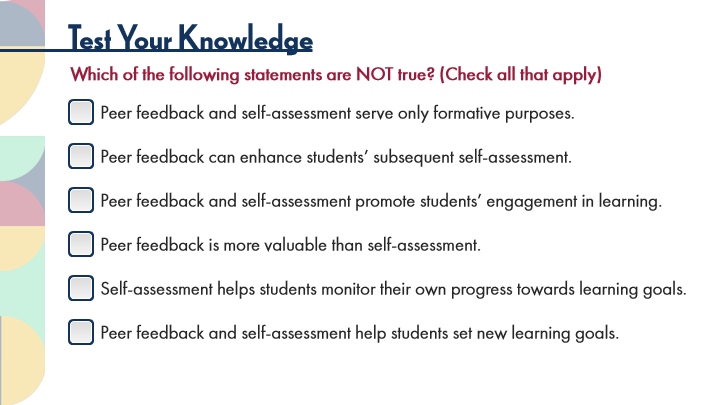 Test Your Knowledge
Which of the following statements are NOT true? (Check all that apply)
Peer feedback and self-assessment serve only formative purposes.
Peer feedback can enhance students’ subsequent self-assessment.
Peer feedback and self-assessment promote students’ engagement in learning.
Peer feedback is more valuable than self-assessment.
Self-assessment helps students monitor their own progress towards learning goals.
Peer feedback and self-assessment help students set new learning goals.